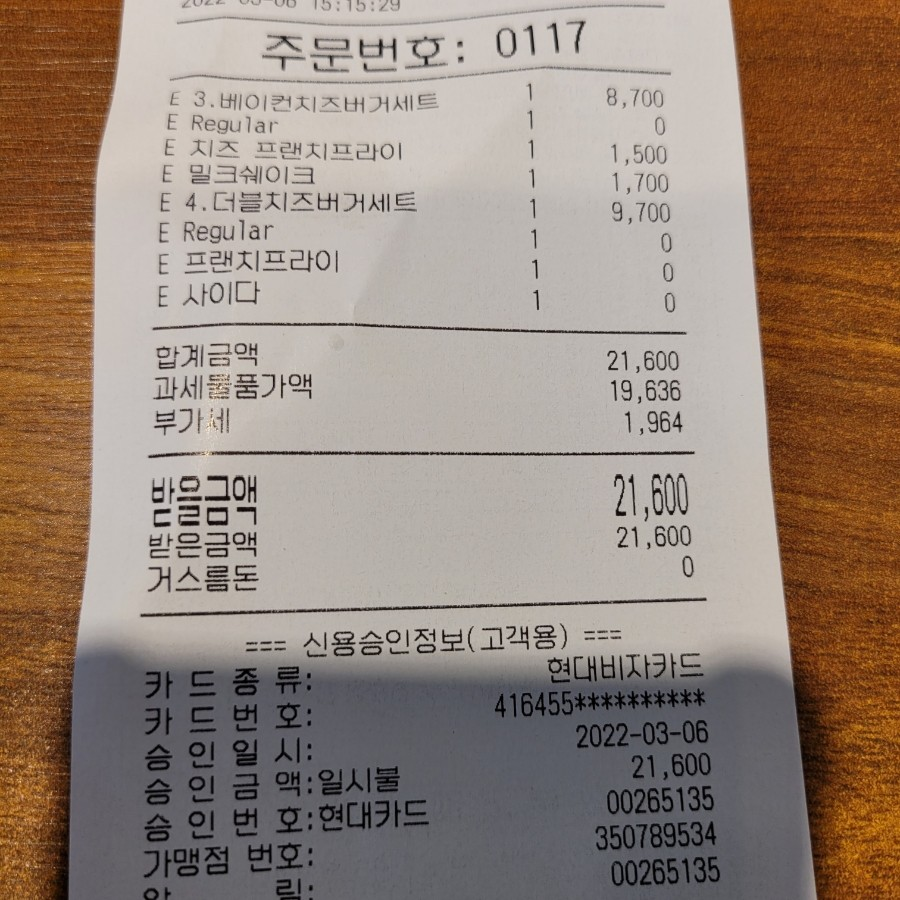 2022-03-06 15:15:29
주문번호: 0117
E 3.베이컨치즈버거세트 1 8,700
E Regular 1 0
E 치즈 프랜치프라이 1 1,500
E 밀크쉐이크 1 1,700
E 4.더블치즈버거세트 1 9,700
E Regular 1 0
E 프랜치프라이 1 0
E 사이다 1 0
합계금액 21,600
과세물품가액 19,636
부가세 1,964
받을금액 21,600
받은금액 21,600
거스름돈 0
=== 신용승인정보(고객용) ===
카 드 종 류: 현대비자카드
카 드 번 호: 416455**********
승 인 일 시: 2022-03-06
승 인 금 액:일시불 21,600
승 인 번 호:현대카드 00265135
가맹점 번호: 350789534
알 림: 00265135